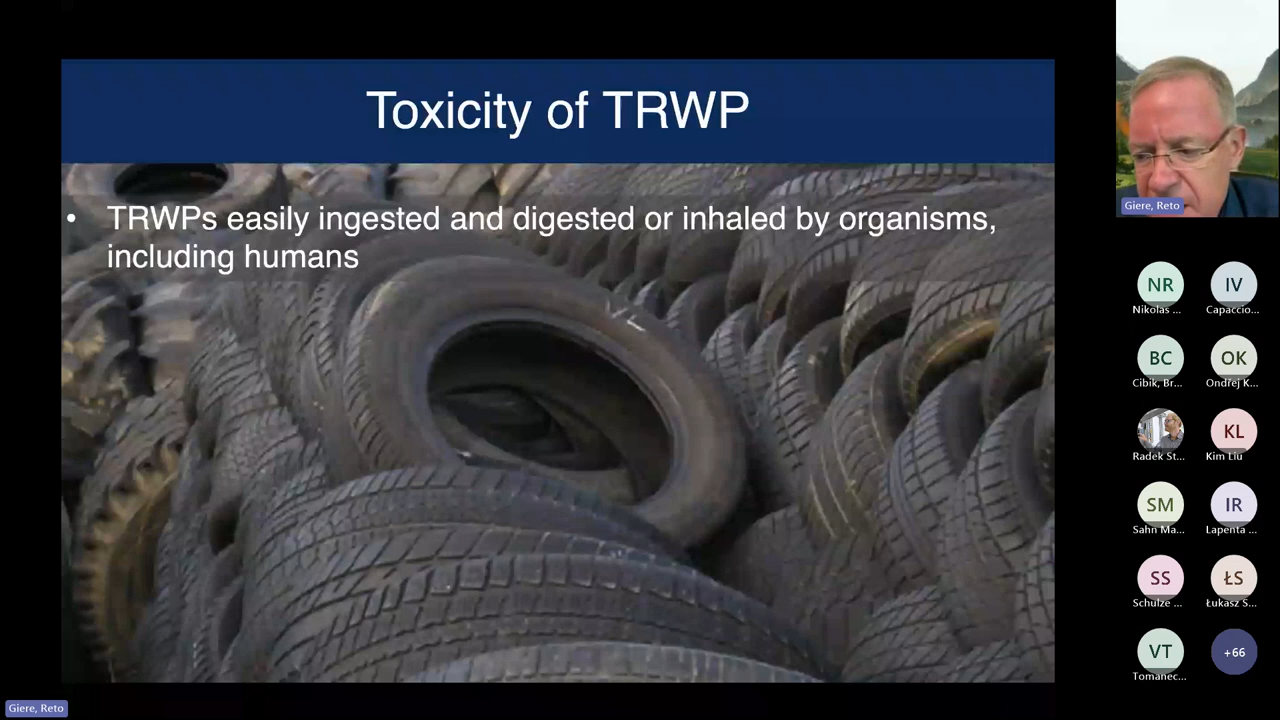 Toxicity of TRWP
• TRWPs easily ingested and digested or inhaled by organisms,
including humans
Giere, Reto
NR
IV
Nikolas ...
Capaccio...
BC
OK
Cibik, Br...
Ondřej K...
KL
Radek St...
Kim Liu
SM
IR
Sahn Ma...
Lapenta ...
SS
ŁS
Schulze ...
Łukasz S...
VT
+66
Tomanec...
Giere, Reto